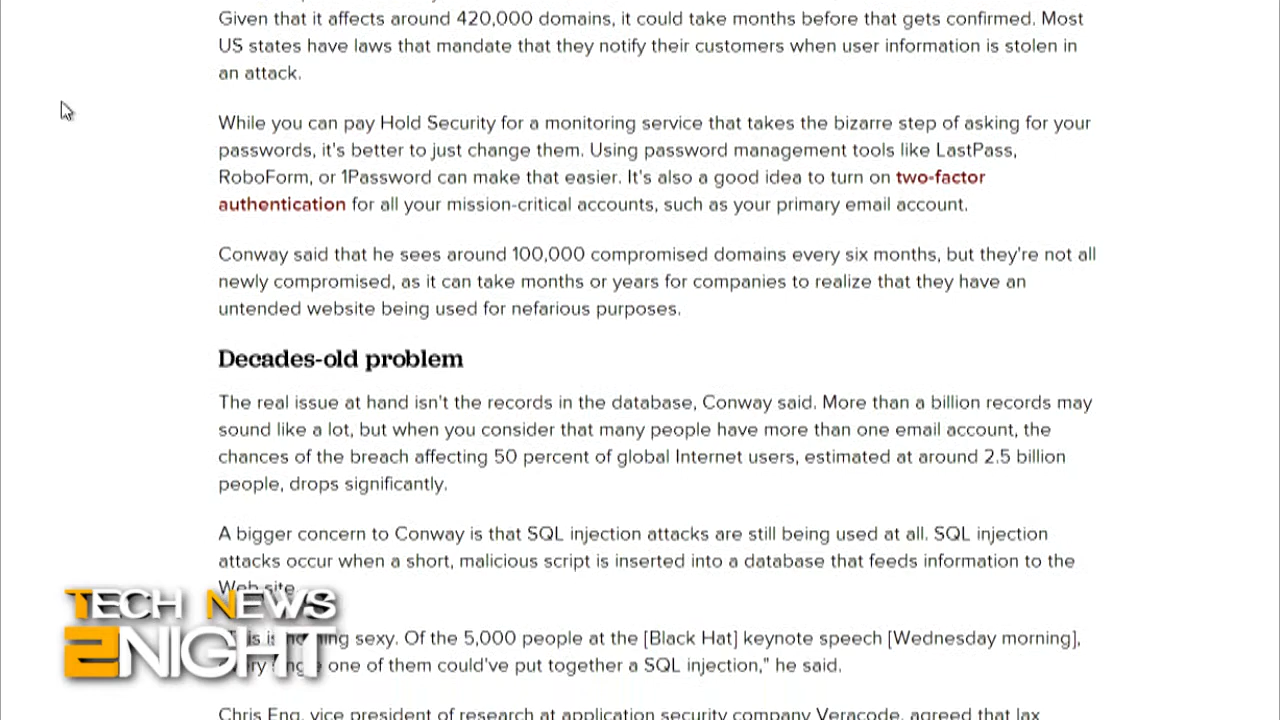 Given that it affects around 420,000 domains, it could take months before that gets confirmed. Most
US states have laws that mandate that they notify their customers when user information is stolen in
an attack.
While you can pay Hold Security for a monitoring service that takes the bizarre step of asking for your
passwords, it's better to just change them. Using password management tools like LastPass,
RoboForm, or 1Password can make that easier. It's also a good idea to turn on two-factor
authentication for all your mission-critical accounts, such as your primary email account.
Conway said that he sees around 100,000 compromised domains every six months, but they're not all
newly compromised, as it can take months or years for companies to realize that they have an
untended website being used for nefarious purposes.
Decades-old problem
The real issue at hand isn't the records in the database, Conway said. More than a billion records may
sound like a lot, but when you consider that many people have more than one email account, the
chances of the breach affecting 50 percent of global Internet users, estimated at around 2.5 billion
people, drops significantly.
A bigger concern to Conway is that SQL injection attacks are still being used at all. SQL injection
attacks occur when a short, malicious script is inserted into a database that feeds information to the
Web site.
sexy. Of the 5,000 people at the [Black Hat] keynote speech [Wednesday morning],
one of them could've put together a SQL injection," he said.
Chris Eng, vice president of research at application security company Veracode, agreed that lax
TECH NEWS
2NIGHT